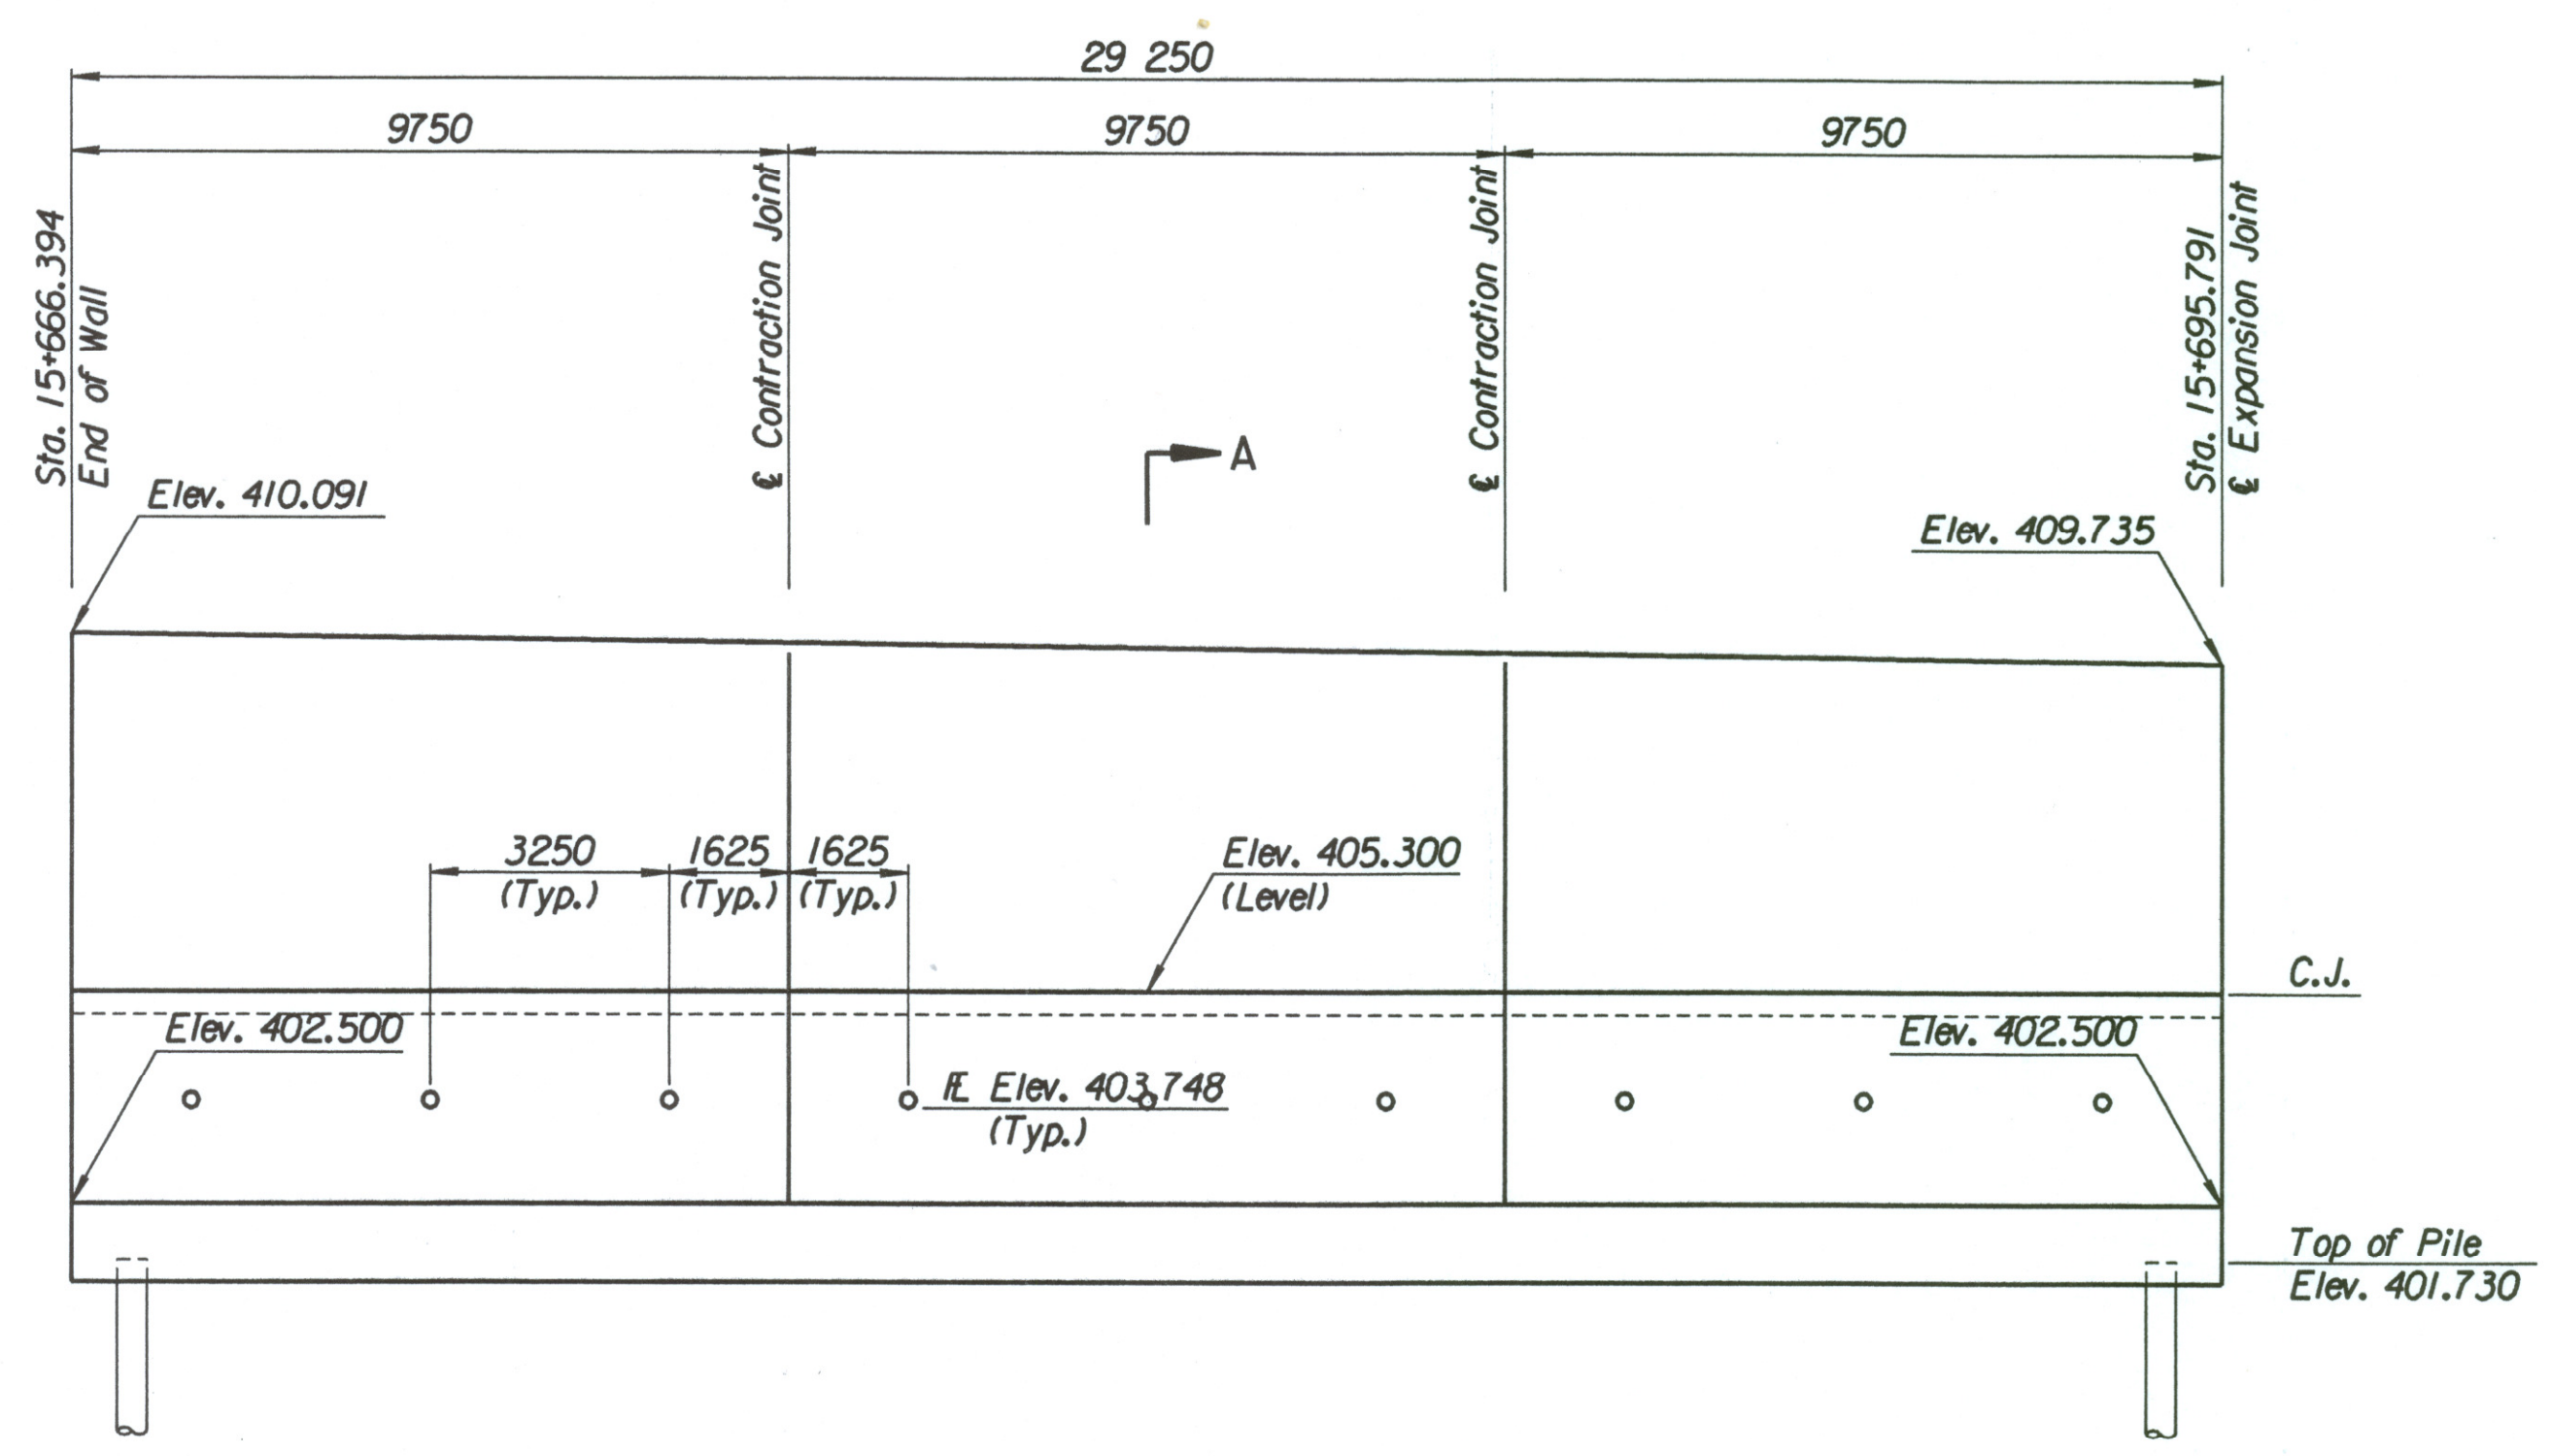 29 250
9750
9750
9750
Sta. 15+666.394
End of Wall
℄ Contraction Joint
℄ Contraction Joint
Sta. 15+695.791
℄ Expansion Joint
A
Elev. 410.091
Elev. 409.735
3250
(Typ.)
1625
(Typ.)
1625
(Typ.)
Elev. 405.300
(Level)
C.J.
Elev. 402.500
Elev. 402.500
Elev. 403.748
(Typ.)
Top of Pile
Elev. 401.730